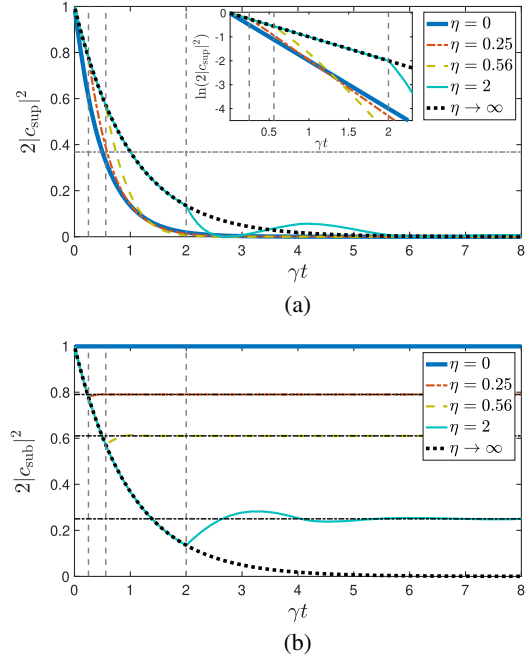 (a)
2|c_sup|^2
1
0.8
0.6
0.4
0.2
0
0 1 2 3 4 5 6 7 8
γt
ln(2|c_sup|^2)
0
-1
-2
-3
-4
0.5 1 1.5 2
γt
η = 0
η = 0.25
η = 0.56
η = 2
η → ∞
(a)
(b)
2|c_sub|^2
1
0.8
0.6
0.4
0.2
0
0 1 2 3 4 5 6 7 8
γt
η = 0
η = 0.25
η = 0.56
η = 2
η → ∞
(b)